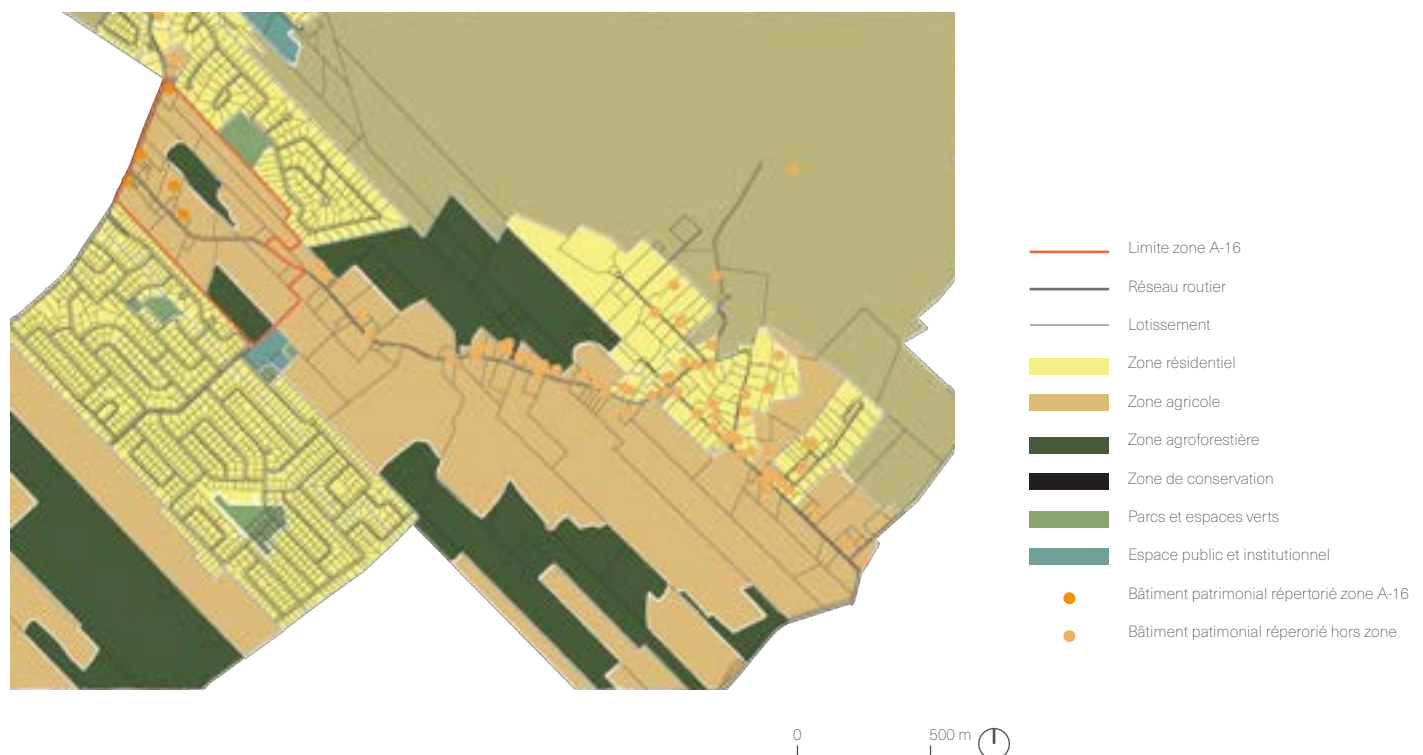 Limite zone A-16
Réseau routier
Lotissement
Zone résidentiel
Zone agricole
Zone agroforestière
Zone de conservation
Parcs et espaces verts
Espace public et institutionnel
Bâtiment patrimonial répertorié zone A-16
Bâtiment patimonial réperorié hors zone
0 500 m